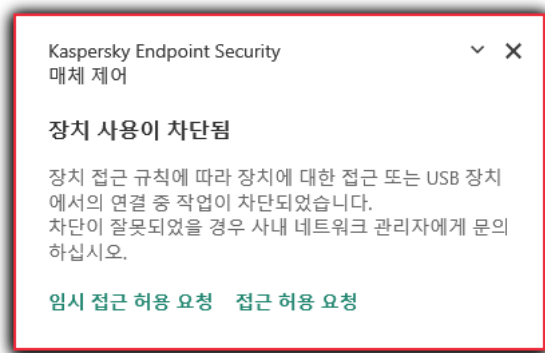 Kaspersky Endpoint Security
매체 제어
장치 사용이 차단됨
장치 접근 규칙에 따라 장치에 대한 접근 또는 USB 장치
에서의 연결 중 작업이 차단되었습니다.
차단이 잘못되었을 경우 사내 네트워크 관리자에게 문의
하십시오.
임시 접근 허용 요청 접근 허용 요청